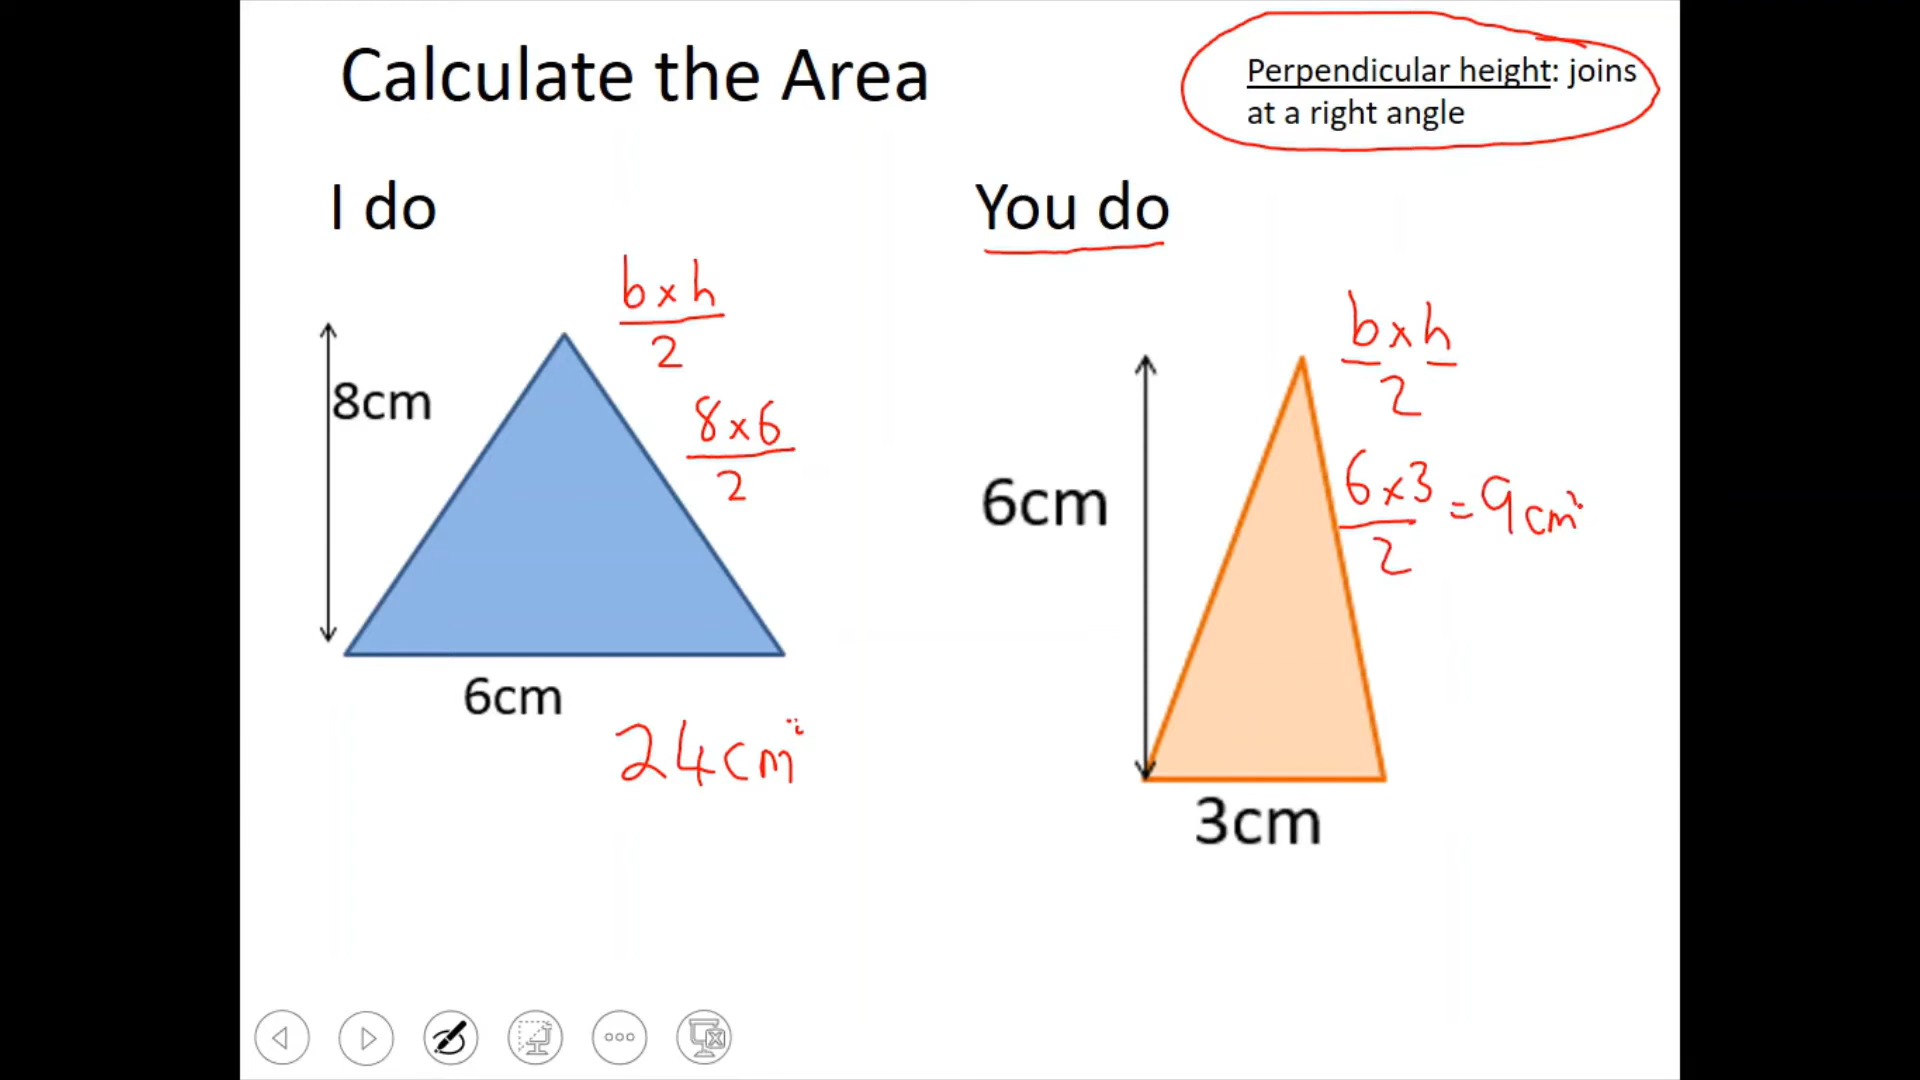 Calculate the Area
Perpendicular height: joins
at a right angle
I do
b x h
2
8cm
8 x 6
2
6cm
24cm²
You do
b x h
2
6cm
6 x 3 = 9cm²
2
3cm